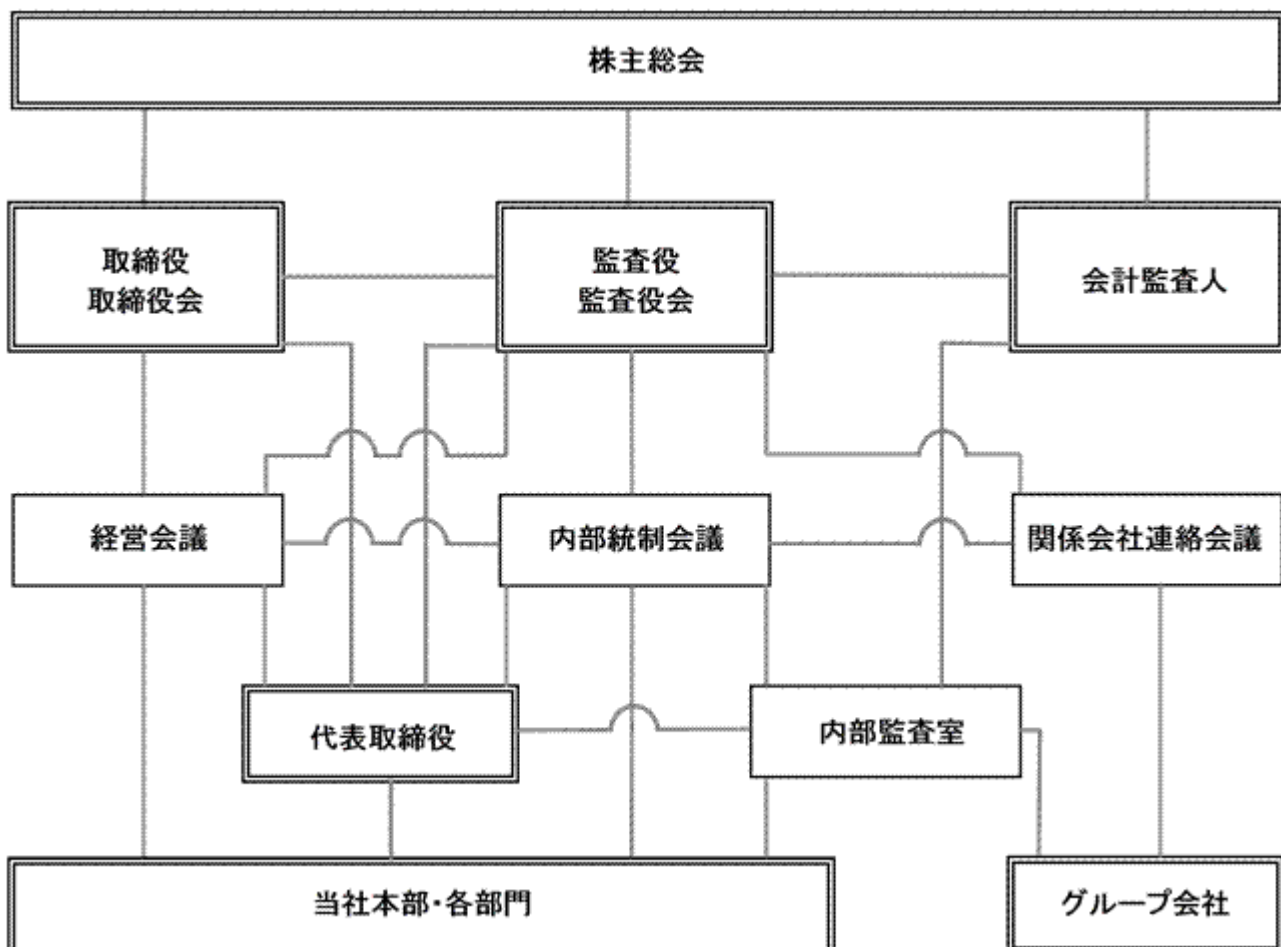 株主総会
取締役
取締役会
監査役
監査役会
会計監査人
経営会議
内部統制会議
関係会社連絡会議
代表取締役
内部監査室
当社本部・各部門
グループ会社